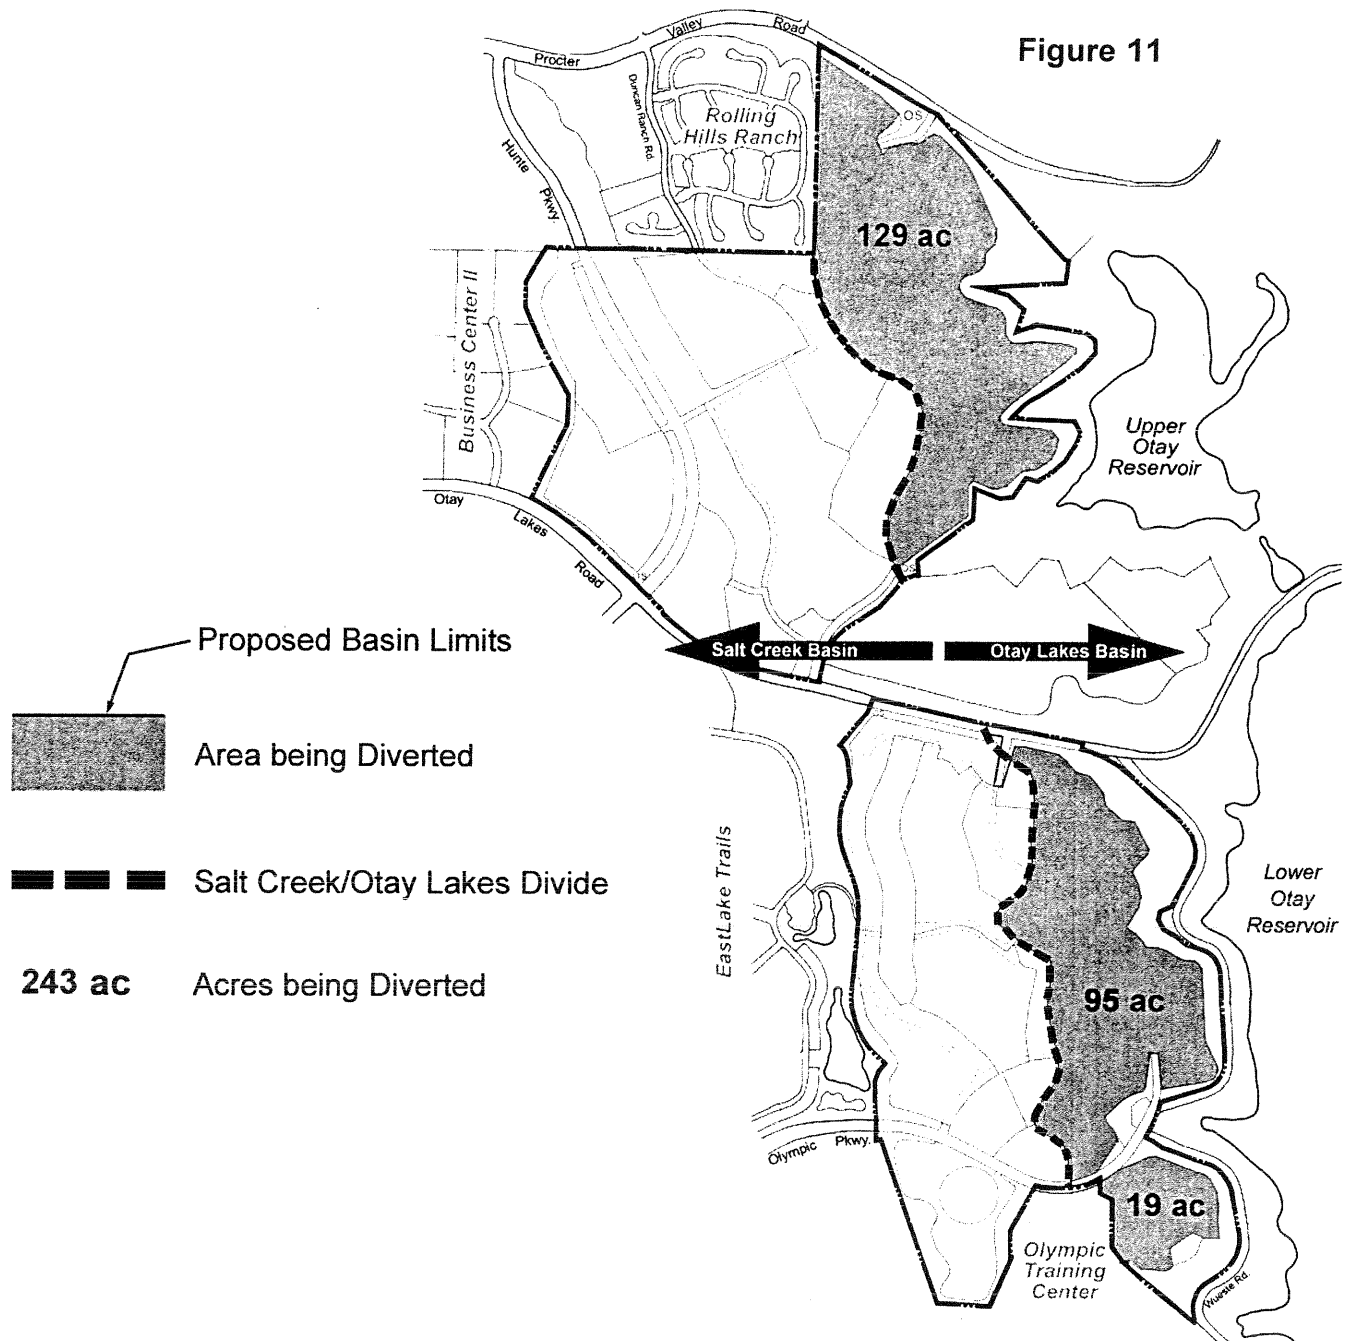 Figure 11
Procter
Valley
Road
Duncan Ranch Rd.
Rolling
Hills Ranch
OS
Hunte
Pkwy.
129 ac
Business Center II
Upper
Otay
Reservoir
Otay
Lakes
Road
OS
Salt Creek Basin
Otay Lakes Basin
Proposed Basin Limits
Area being Diverted
Salt Creek/Otay Lakes Divide
243 ac
Acres being Diverted
EastLake Trails
Lower
Otay
Reservoir
95 ac
Olympic
Pkwy.
19 ac
Olympic
Training
Center
Wueste Rd.